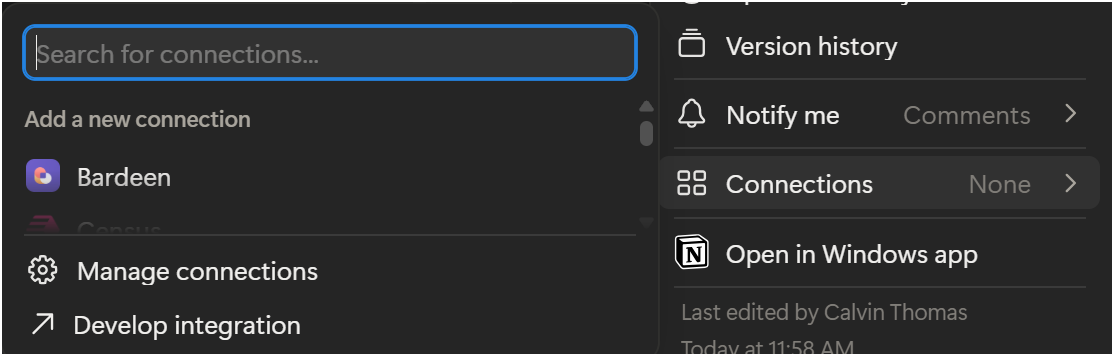 Search for connections...
Add a new connection
Bardeen
Census
Manage connections
Develop integration
Version history
Notify me Comments
Connections None
Open in Windows app
Last edited by Calvin Thomas
Today at 11:58 AM